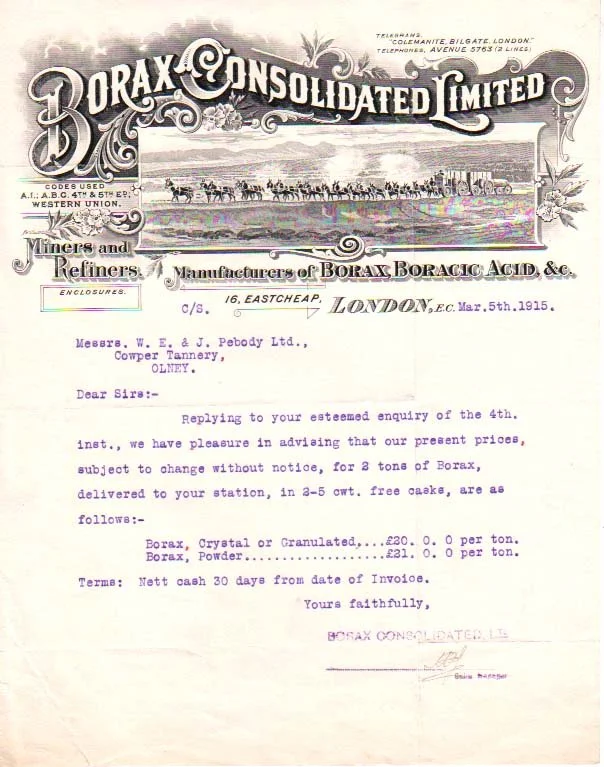 TELEGRAMS,
"COLEMANITE, BILGATE, LONDON."
TELEPHONES, AVENUE 5763 (2 LINES)
BORAX CONSOLIDATED LIMITED
CODES USED
A.I.; A.B.C. 4TH & 5TH ED;
WESTERN UNION.
Miners and
Refiners.
Manufacturers of BORAX, BORACIC ACID, &c.
ENCLOSURES.
C/S. 16, EASTCHEAP, LONDON, E.C. Mar.5th.1915.
Messrs. W. E. & J. Pebody Ltd.,
Cowper Tannery,
OLNEY.
Dear Sirs:-
Replying to your esteemed enquiry of the 4th.
inst., we have pleasure in advising that our present prices,
subject to change without notice, for 2 tons of Borax,
delivered to your station, in 2-5 cwt. free casks, are as
follows:-
Borax, Crystal or Granulated,...£20. 0. 0 per ton.
Borax, Powder...................£21. 0. 0 per ton.
Terms: Nett cash 30 days from date of Invoice.
Yours faithfully,
BORAX CONSOLIDATED, LTD
Manager